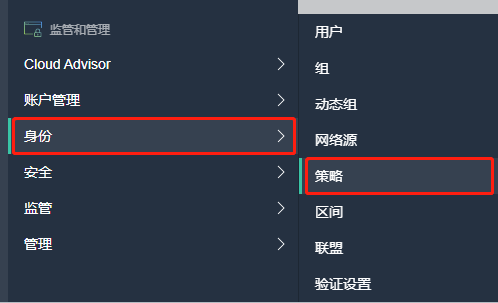 监管和管理
Cloud Advisor
账户管理
身份
安全
监管
管理
用户
组
动态组
网络源
策略
区间
联盟
验证设置